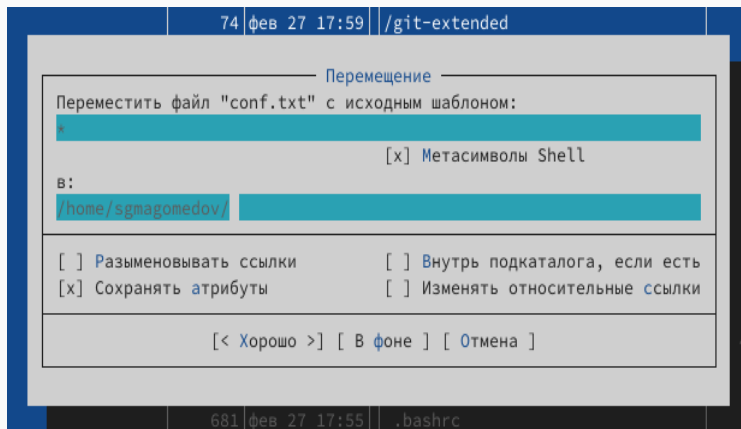 74 фев 27 17:59 /git-extended
Перемещение
Переместить файл "conf.txt" с исходным шаблоном:
*
[x] Метасимволы Shell
в:
/home/sgmagomedov/
[ ] Разыменовывать ссылки [ ] Внутрь подкаталога, если есть
[x] Сохранять атрибуты [ ] Изменять относительные ссылки
[< Хорошо >] [ В фоне ] [ Отмена ]
681 фев 27 17:55 .bashrc